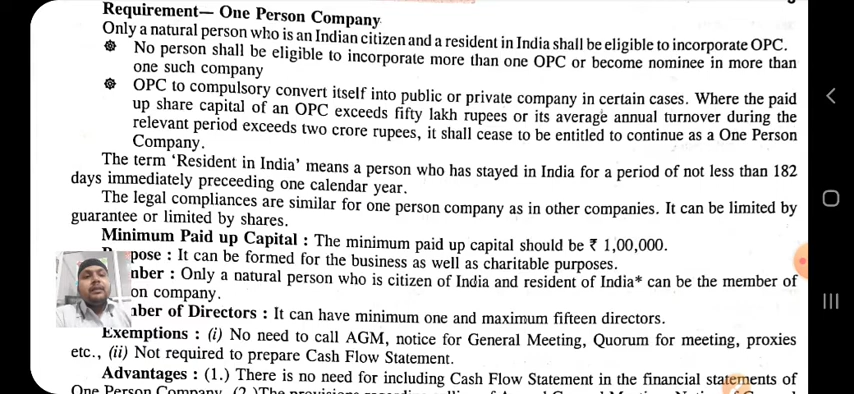 Requirement— One Person Company
Only a natural person who is an Indian citizen and a resident in India shall be eligible to incorporate OPC.
No person shall be eligible to incorporate more than one OPC or become nominee in more than
one such company
OPC to compulsory convert itself into public or private company in certain cases. Where the paid
up share capital of an OPC exceeds fifty lakh rupees or its average annual turnover during the
relevant period exceeds two crore rupees, it shall cease to be entitled to continue as a One Person
Company.
The term ‘Resident in India’ means a person who has stayed in India for a period of not less than 182
days immediately preceeding one calendar year.
The legal compliances are similar for one person company as in other companies. It can be limited by
guarantee or limited by shares.
Minimum Paid up Capital : The minimum paid up capital should be ₹ 1,00,000.
pose : It can be formed for the business as well as charitable purposes.
nber : Only a natural person who is citizen of India and resident of India* can be the member of
on company.
nber of Directors : It can have minimum one and maximum fifteen directors.
Exemptions : (i) No need to call AGM, notice for General Meeting, Quorum for meeting, proxies
etc., (ii) Not required to prepare Cash Flow Statement.
Advantages : (1.) There is no need for including Cash Flow Statement in the financial statements of
One Person Company. (2.)The provisions